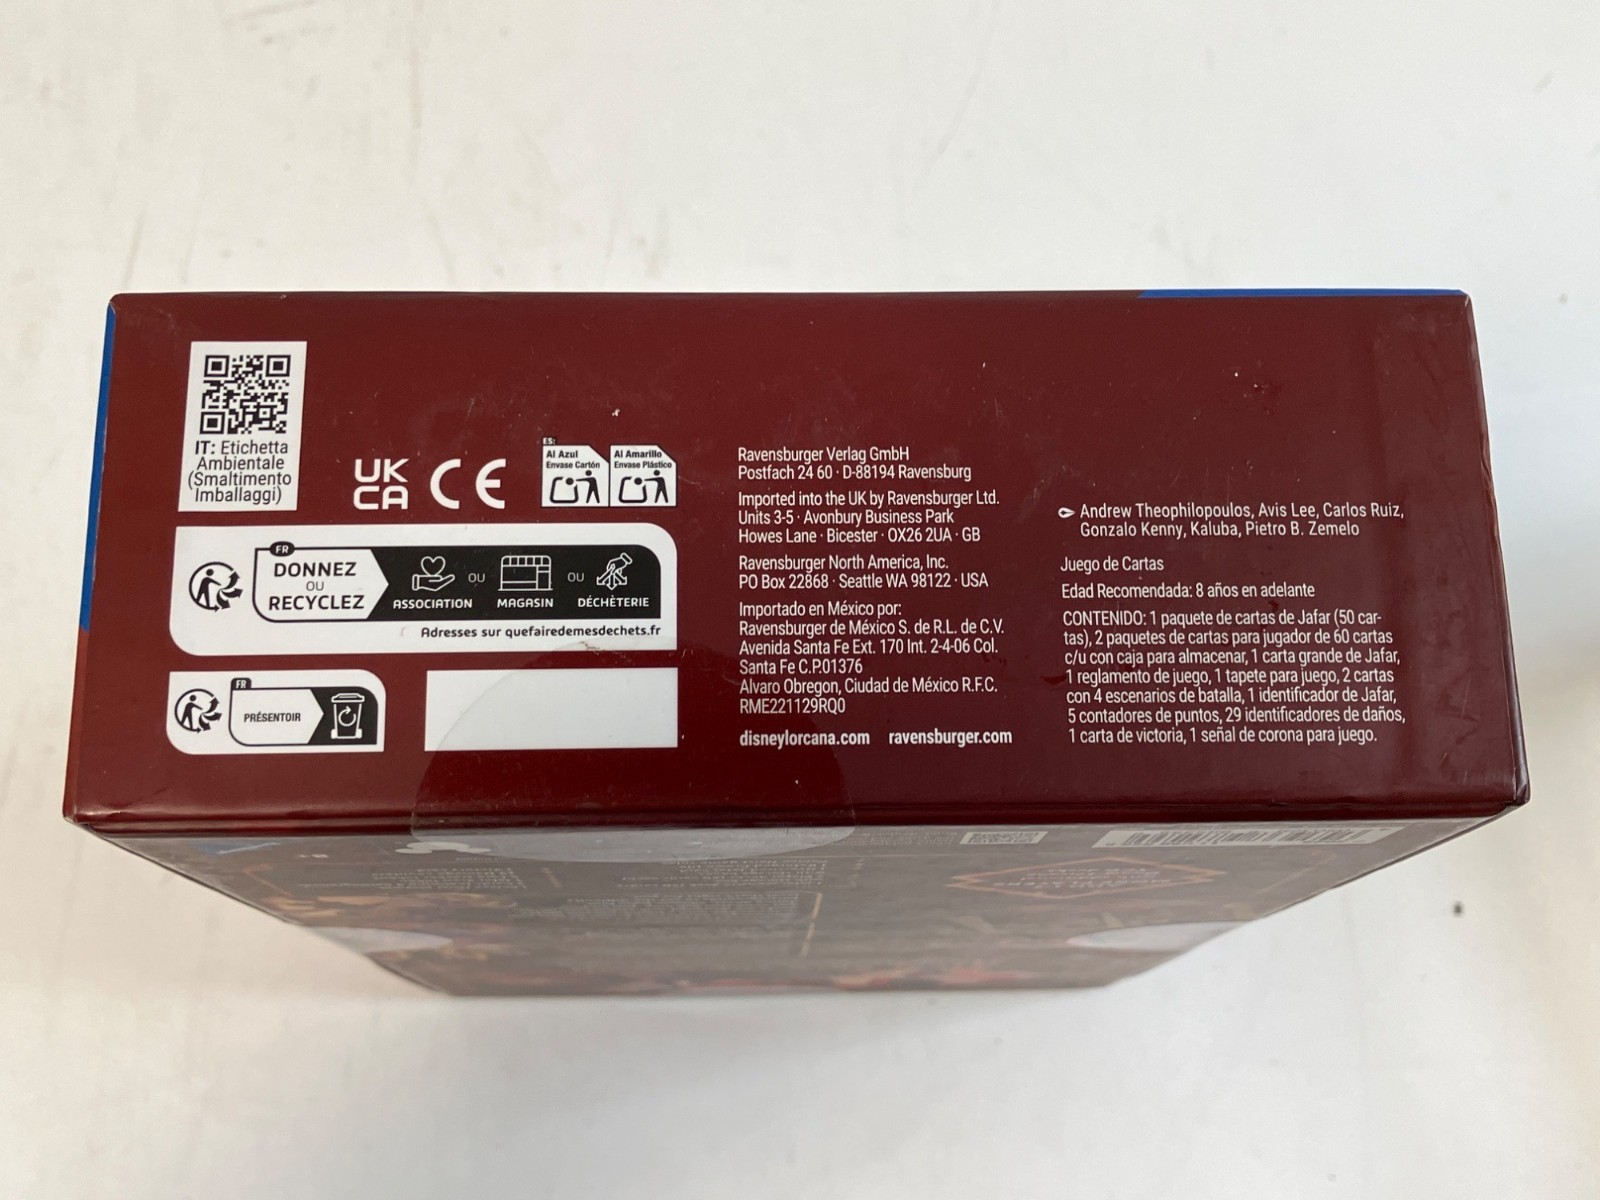 IT: Etichetta
Ambientale
(Smaltimento
Imballaggi)
UK
CA
CE
ES:
Al Azul
Envase Cartón
Al Amarillo
Envase Plástico
FR
DONNEZ
OU
RECYCLEZ
ASSOCIATION
OU
MAGASIN
OU
DÉCHÈTERIE
Adresses sur quefairedemesdechets.fr
FR
PRÉSENTOIR
Ravensburger Verlag GmbH
Postfach 24 60 · D-88194 Ravensburg
Imported into the UK by Ravensburger Ltd.
Units 3-5 · Avonbury Business Park
Howes Lane · Bicester · OX26 2UA · GB
Ravensburger North America, Inc.
PO Box 22868 · Seattle WA 98122 · USA
Importado en México por:
Ravensburger de México S. de R.L. de C.V.
Avenida Santa Fe Ext. 170 Int. 2-4-06 Col.
Santa Fe C.P.01376
Alvaro Obregon, Ciudad de México R.F.C.
RME221129RQ0
disneylorcana.com ravensburger.com
Andrew Theophilopoulos, Avis Lee, Carlos Ruiz,
Gonzalo Kenny, Kaluba, Pietro B. Zemelo
Juego de Cartas
Edad Recomendada: 8 años en adelante
CONTENIDO: 1 paquete de cartas de Jafar (50 car-
tas), 2 paquetes de cartas para jugador de 60 cartas
c/u con caja para almacenar, 1 carta grande de Jafar,
1 reglamento de juego, 1 tapete para juego, 2 cartas
con 4 escenarios de batalla, 1 identificador de Jafar,
5 contadores de puntos, 29 identificadores de daños,
1 carta de victoria, 1 señal de corona para juego.